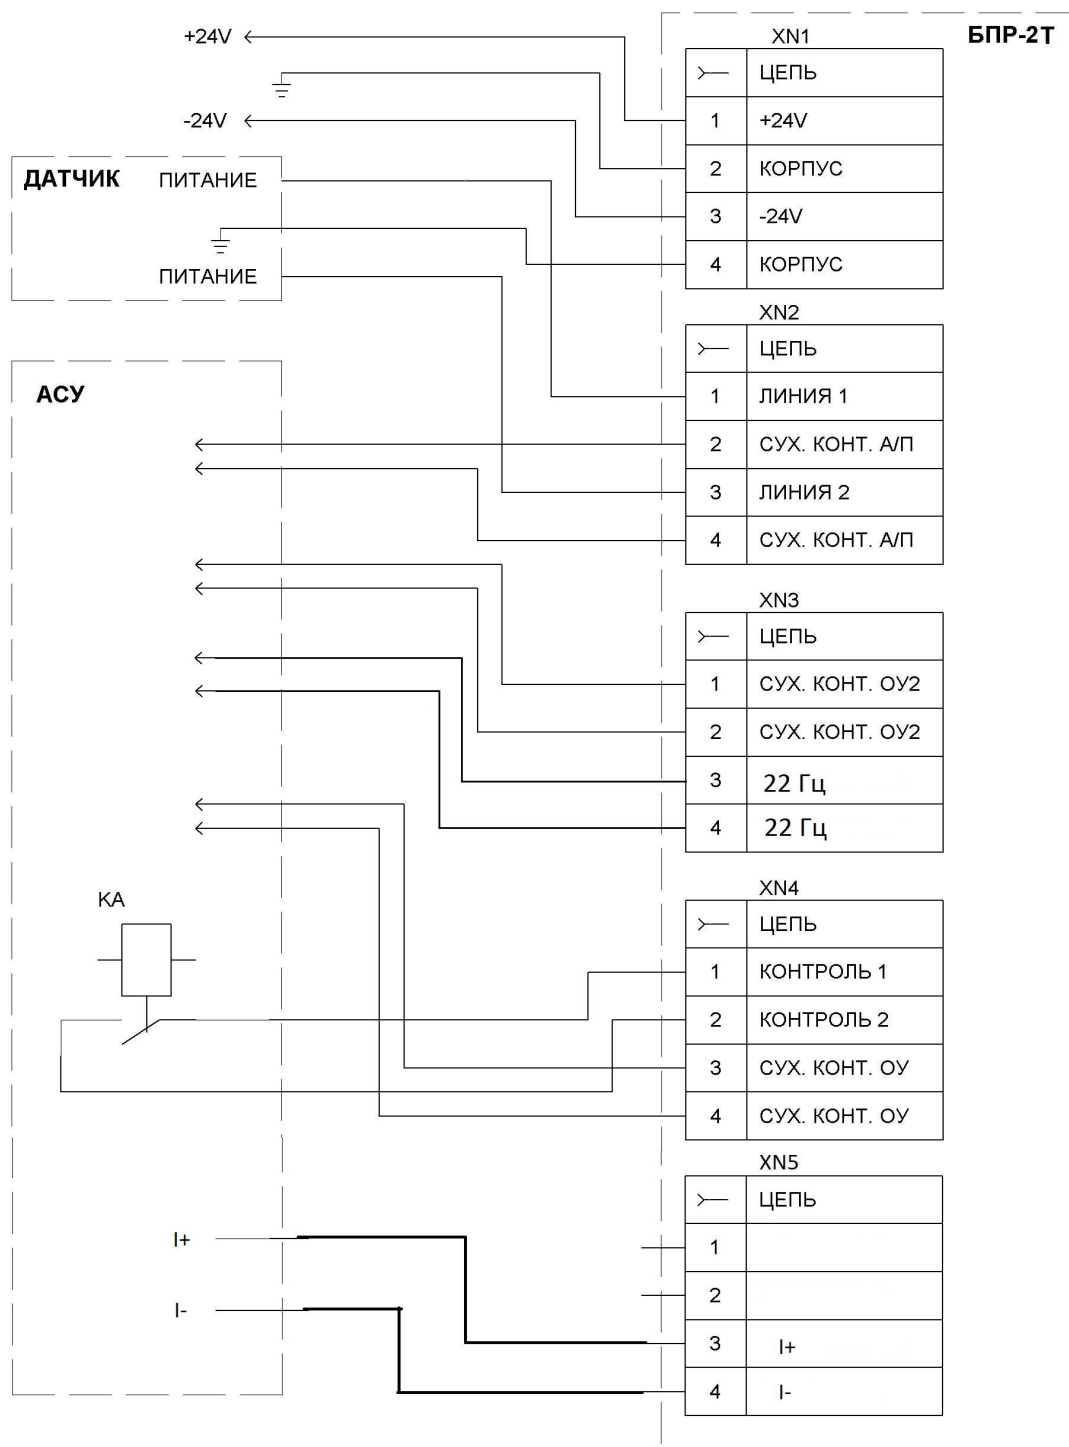 БПР-2Т
+24V
-24V
ДАТЧИК
ПИТАНИЕ
ПИТАНИЕ
АСУ
КА
I+
I-
XN1
ЦЕПЬ
1 +24V
2 КОРПУС
3 -24V
4 КОРПУС
XN2
ЦЕПЬ
1 ЛИНИЯ 1
2 СУХ. КОНТ. А/П
3 ЛИНИЯ 2
4 СУХ. КОНТ. А/П
XN3
ЦЕПЬ
1 СУХ. КОНТ. ОУ2
2 СУХ. КОНТ. ОУ2
3 22 Гц
4 22 Гц
XN4
ЦЕПЬ
1 КОНТРОЛЬ 1
2 КОНТРОЛЬ 2
3 СУХ. КОНТ. ОУ
4 СУХ. КОНТ. ОУ
XN5
ЦЕПЬ
1
2
3 I+
4 I-